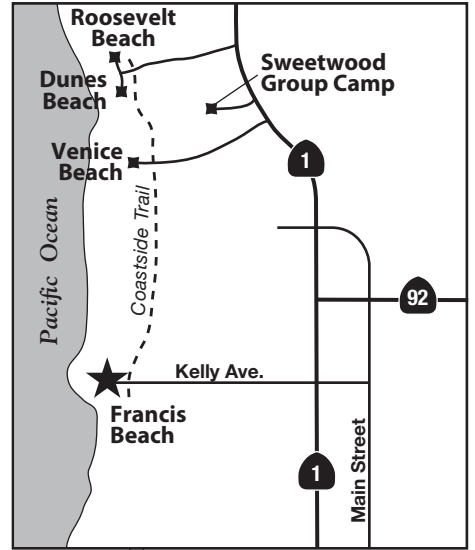 Roosevelt
Beach
Dunes
Beach
Sweetwood
Group Camp
Venice
Beach
1
Pacific Ocean
Coastside Trail
92
Kelly Ave.
Francis
Beach
1
Main Street